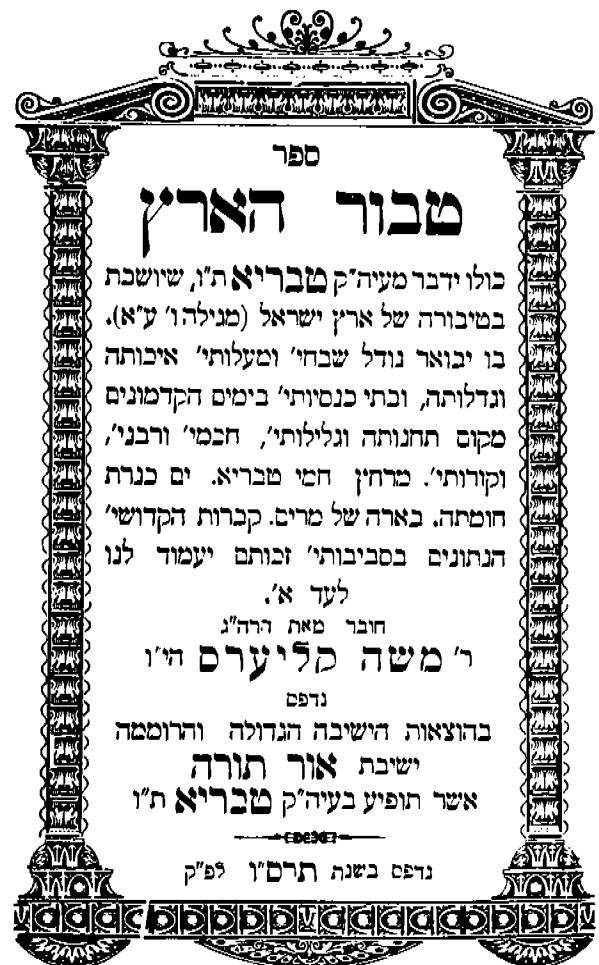 ספר
טבור הארץ
כולו ידבר מעיה"ק טבריא ת"ו, שיושבת
בטיבורה של ארץ ישראל (מגילה ו' ע"א).
בו יבואר גודל שבחי' ומעלותי' איכותה
וגדלותה, ובתי כנסיותי' בימים הקדמונים
מקום תחנותה וגלילותי', חכמי' ורבני',
וקורותי'. מרחץ חמי טבריא. ים כנרת
חומתה. בארה של מרים. קברות הקדושי'
הנתונים בסביבותי' זכותם יעמוד לנו
לעד א'.
חובר מאת הרה"ג
ר' משה קליערס הי"ו
נדפס
בהוצאות הישיבה הגדולה והרוממה
ישיבת אור תורה
אשר תופיע בעיה"ק טבריא ת"ו
נדפס בשנת תרס"ו לפ"ק